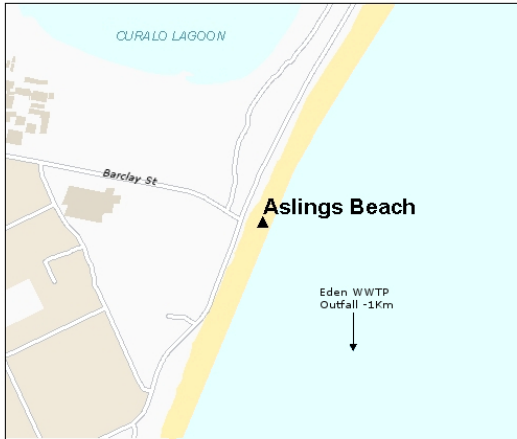 CURALO LAGOON
Barclay St
Aslings Beach
Eden WWTP
Outfall -1Km